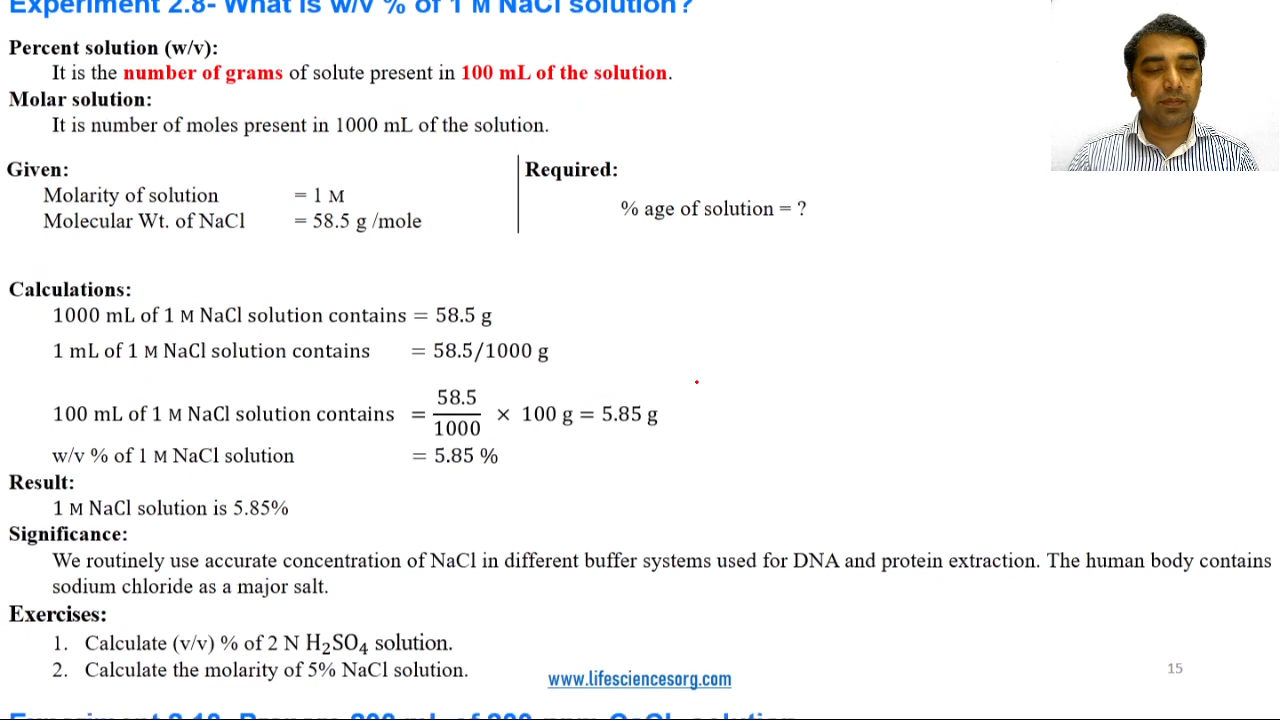 Experiment 2.8- What is w/v % of 1 M NaCl solution?
Percent solution (w/v):
It is the number of grams of solute present in 100 mL of the solution.
Molar solution:
It is number of moles present in 1000 mL of the solution.
Given:
Molarity of solution = 1 M
Molecular Wt. of NaCl = 58.5 g /mole
Required:
% age of solution = ?
Calculations:
1000 mL of 1 M NaCl solution contains = 58.5 g
1 mL of 1 M NaCl solution contains = 58.5/1000 g
100 mL of 1 M NaCl solution contains = 58.5/1000 × 100 g = 5.85 g
w/v % of 1 M NaCl solution = 5.85 %
Result:
1 M NaCl solution is 5.85%
Significance:
We routinely use accurate concentration of NaCl in different buffer systems used for DNA and protein extraction. The human body contains
sodium chloride as a major salt.
Exercises:
1. Calculate (v/v) % of 2 N H₂SO₄ solution.
2. Calculate the molarity of 5% NaCl solution.
www.lifesciencesorg.com
15